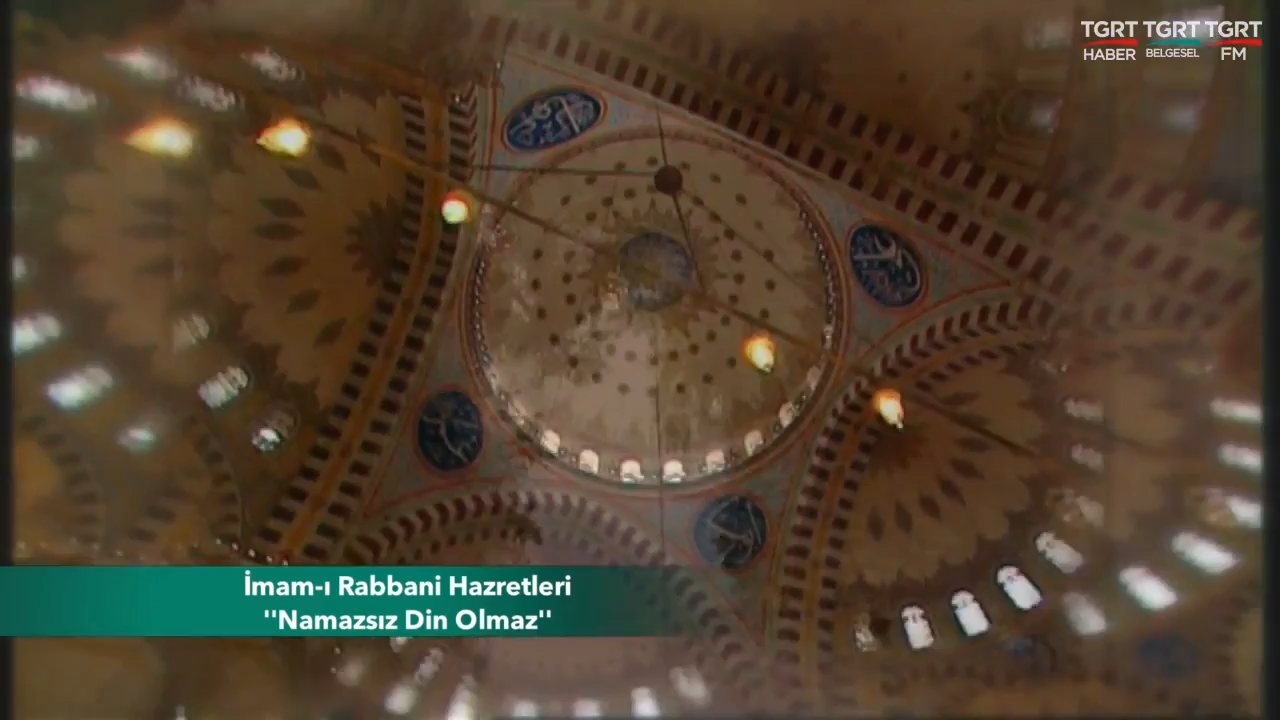 TGRT TGRT TGRT
HABER BELGESEL FM
İmam-ı Rabbani Hazretleri
''Namazsız Din Olmaz''